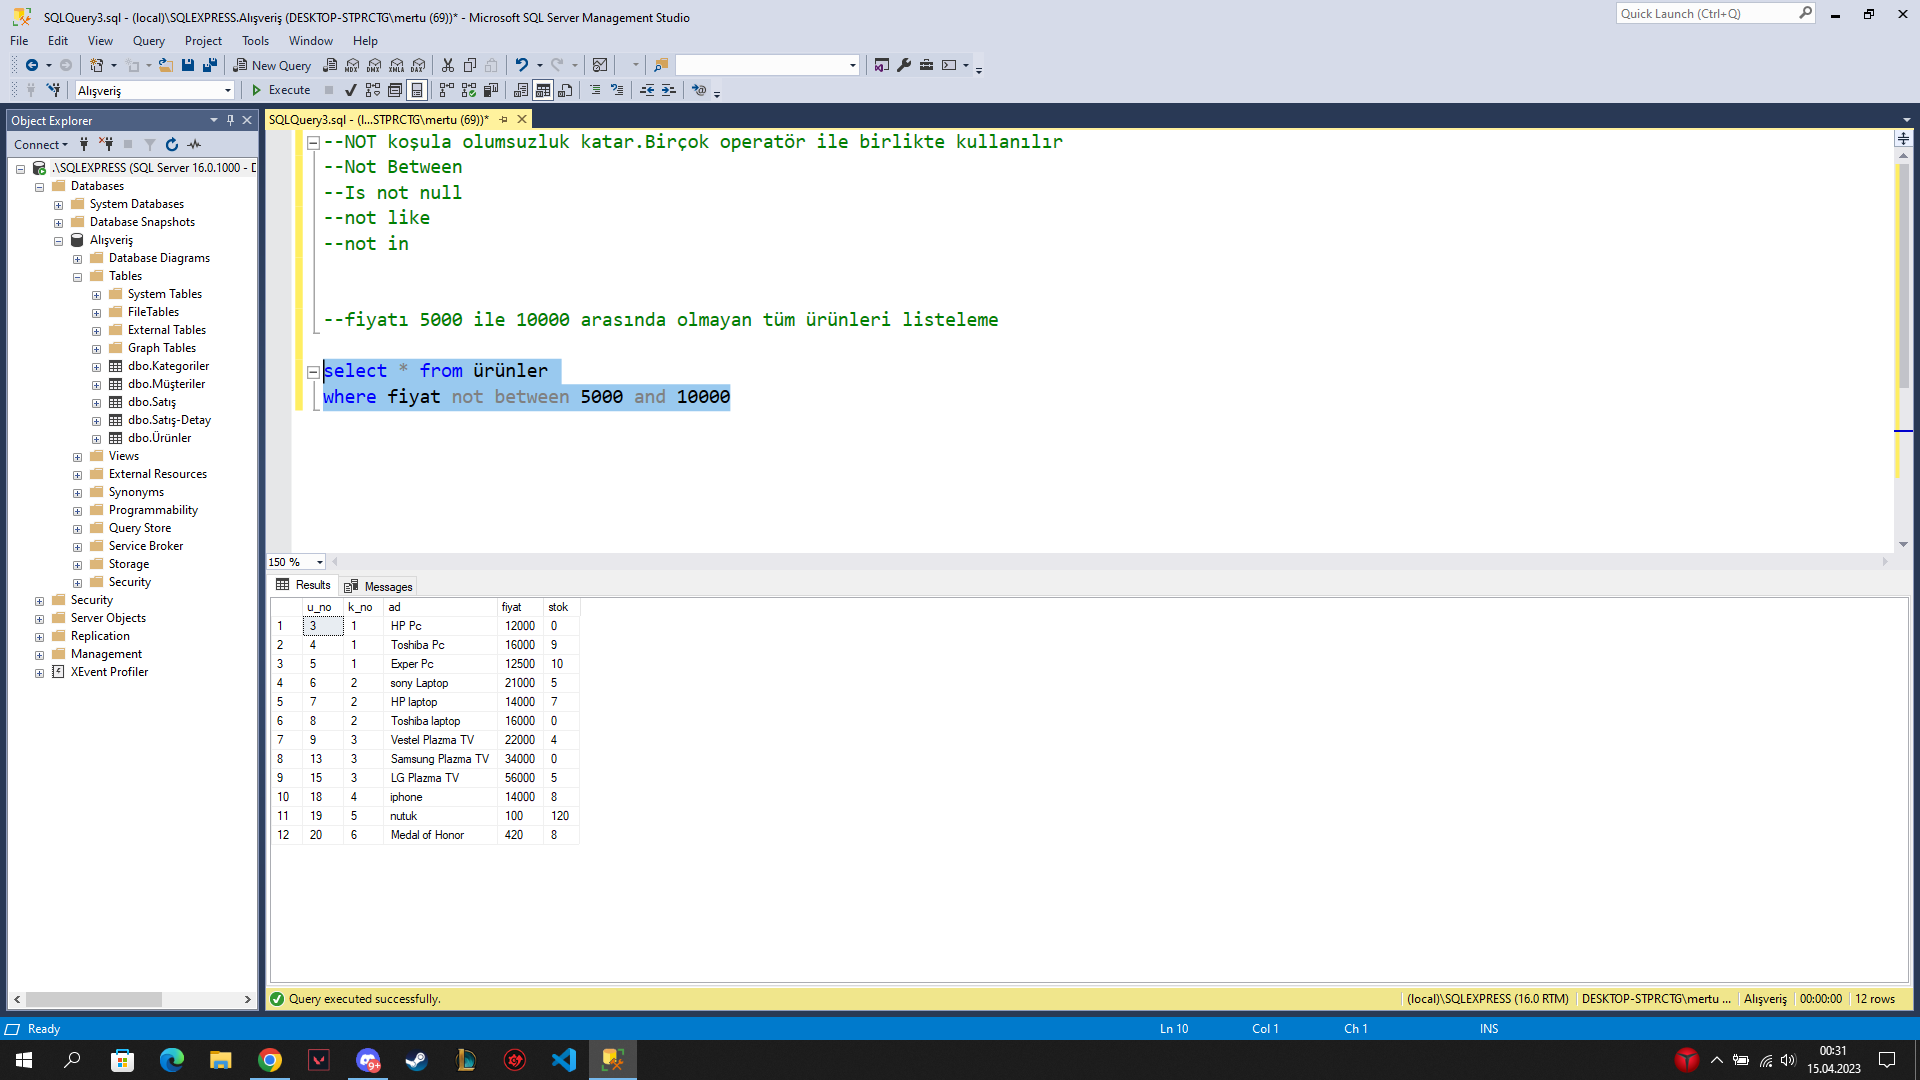 SQLQuery3.sql - (local)\SQLEXPRESS.Alışveriş (DESKTOP-STPRCTG\mertu (69))* - Microsoft SQL Server Management Studio
Quick Launch (Ctrl+Q)
File Edit View Query Project Tools Window Help
New Query
Alışveriş Execute
Object Explorer
Connect
.\SQLEXPRESS (SQL Server 16.0.1000 - D
Databases
System Databases
Database Snapshots
Alışveriş
Database Diagrams
Tables
System Tables
FileTables
External Tables
Graph Tables
dbo.Kategoriler
dbo.Müşteriler
dbo.Satış
dbo.Satış-Detay
dbo.Ürünler
Views
External Resources
Synonyms
Programmability
Query Store
Service Broker
Storage
Security
Security
Server Objects
Replication
Management
XEvent Profiler
SQLQuery3.sql - (l...STPRCTG\mertu (69))*
--NOT koşula olumsuzluk katar.Birçok operatör ile birlikte kullanılır
--Not Between
--Is not null
--not like
--not in
--fiyatı 5000 ile 10000 arasında olmayan tüm ürünleri listeleme
select * from ürünler
where fiyat not between 5000 and 10000
150 %
Results Messages
u_no k_no ad fiyat stok
1 3 1 HP Pc 12000 0
2 4 1 Toshiba Pc 16000 9
3 5 1 Exper Pc 12500 10
4 6 2 sony Laptop 21000 5
5 7 2 HP laptop 14000 7
6 8 2 Toshiba laptop 16000 0
7 9 3 Vestel Plazma TV 22000 4
8 13 3 Samsung Plazma TV 34000 0
9 15 3 LG Plazma TV 56000 5
10 18 4 iphone 14000 8
11 19 5 nutuk 100 120
12 20 6 Medal of Honor 420 8
Query executed successfully.
(local)\SQLEXPRESS (16.0 RTM) DESKTOP-STPRCTG\mertu ... Alışveriş 00:00:00 12 rows
Ready Ln 10 Col 1 Ch 1 INS
9+
00:31
15.04.2023